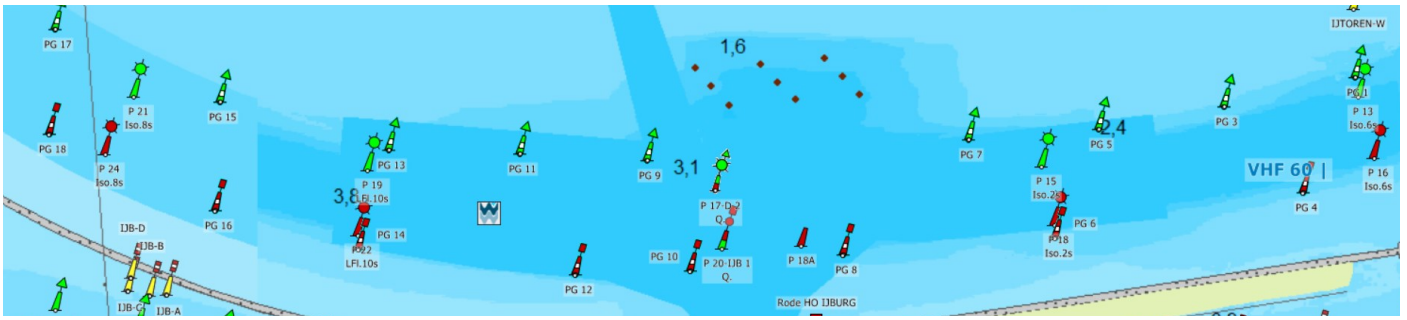 IJTOREN-W
PG 17
1,6
P 21
Iso.8s
PG 15
PG 1
P 13
Iso.6s
PG 3
PG 18
P 24
Iso.8s
PG 13
PG 11
PG 9
3,1
PG 7
PG 5
2,4
P 19
LFl.10s
3,8
W
P 15
Iso.2s
VHF 60 |
P 16
Iso.6s
PG 4
PG 16
P 17-D 2
Q.
IJB-D
IJB-B
PG 14
P 22
LFl.10s
PG 6
P 18
Iso.2s
PG 10
P 20-IJB 1
Q.
P 18A
PG 8
PG 12
IJB-C
IJB-A
Rode HO IJBURG